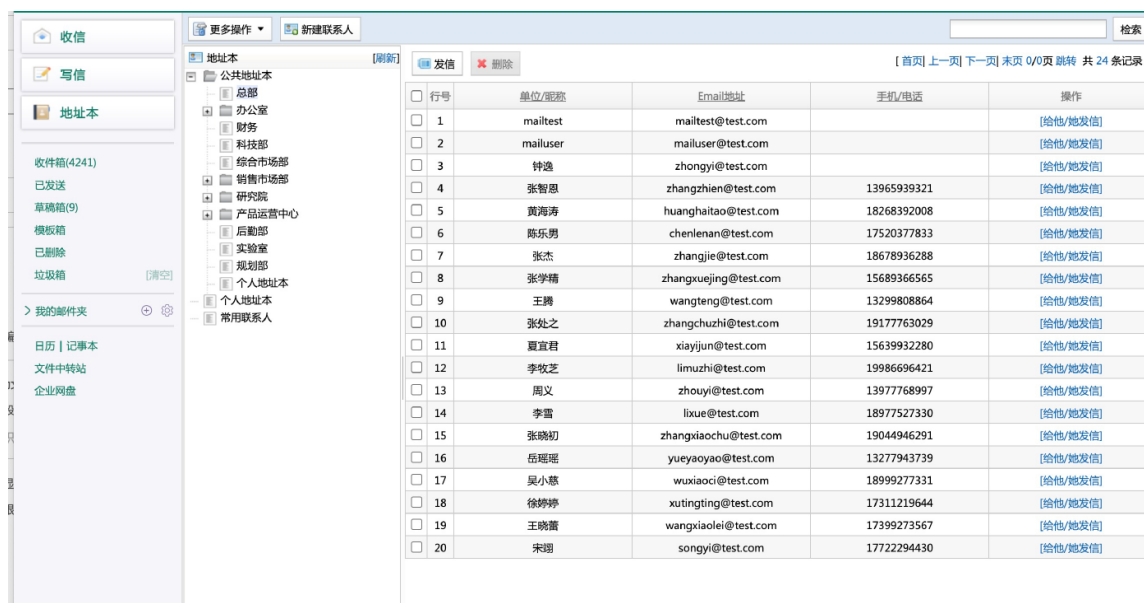 收信
写信
地址本
收件箱(4241)
已发送
草稿箱(9)
模板箱
已删除
垃圾箱 [清空]
我的邮件夹
日历 | 记事本
文件中转站
企业网盘
更多操作 新建联系人
检索
地址本 [刷新]
公共地址本
总部
办公室
财务
科技部
综合市场部
销售市场部
研究院
产品运营中心
后勤部
实验室
规划部
个人地址本
个人地址本
常用联系人
发信 删除
[ 首页| 上一页| 下一页| 末页 0/0页 跳转 共 24 条记录
行号 单位/昵称 Email地址 手机/电话 操作
1 mailtest mailtest@test.com [给他/她发信]
2 mailuser mailuser@test.com [给他/她发信]
3 钟逸 zhongyi@test.com [给他/她发信]
4 张智恩 zhangzhien@test.com 13965939321 [给他/她发信]
5 黄海涛 huanghaitao@test.com 18268392008 [给他/她发信]
6 陈乐男 chenlenan@test.com 17520377833 [给他/她发信]
7 张杰 zhangjie@test.com 18678936288 [给他/她发信]
8 张学精 zhangxuejing@test.com 15689366565 [给他/她发信]
9 王腾 wangteng@test.com 13299808864 [给他/她发信]
10 张处之 zhangchuzhi@test.com 19177763029 [给他/她发信]
11 夏宜君 xiayijun@test.com 15639932280 [给他/她发信]
12 李牧芝 limuzhi@test.com 19986696421 [给他/她发信]
13 周义 zhouyi@test.com 13977768997 [给他/她发信]
14 李雪 lixue@test.com 18977527330 [给他/她发信]
15 张晓初 zhangxiaochu@test.com 19044946291 [给他/她发信]
16 岳瑶瑶 yueyaoyao@test.com 13277943739 [给他/她发信]
17 吴小慈 wuxiaoci@test.com 18999277331 [给他/她发信]
18 徐婷婷 xutingting@test.com 17311219644 [给他/她发信]
19 王晓蕾 wangxiaolei@test.com 17399273567 [给他/她发信]
20 宋翊 songyi@test.com 17722294430 [给他/她发信]